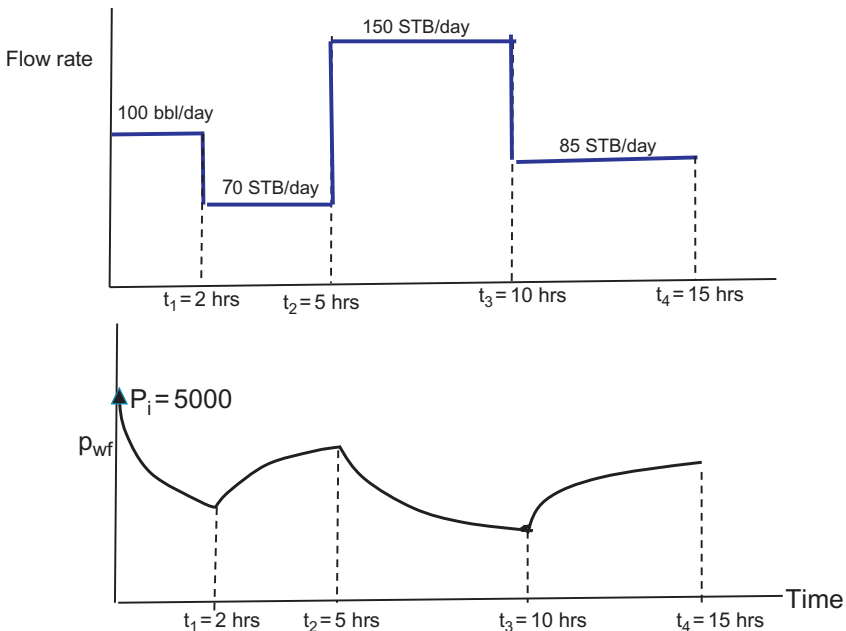 150 STB/day
Flow rate
100 bbl/day
85 STB/day
70 STB/day
t₁ = 2 hrs
t₂ = 5 hrs
t₃ = 10 hrs
t₄ = 15 hrs
Pᵢ = 5000
p_wf
Time
t₁ = 2 hrs
t₂ = 5 hrs
t₃ = 10 hrs
t₄ = 15 hrs